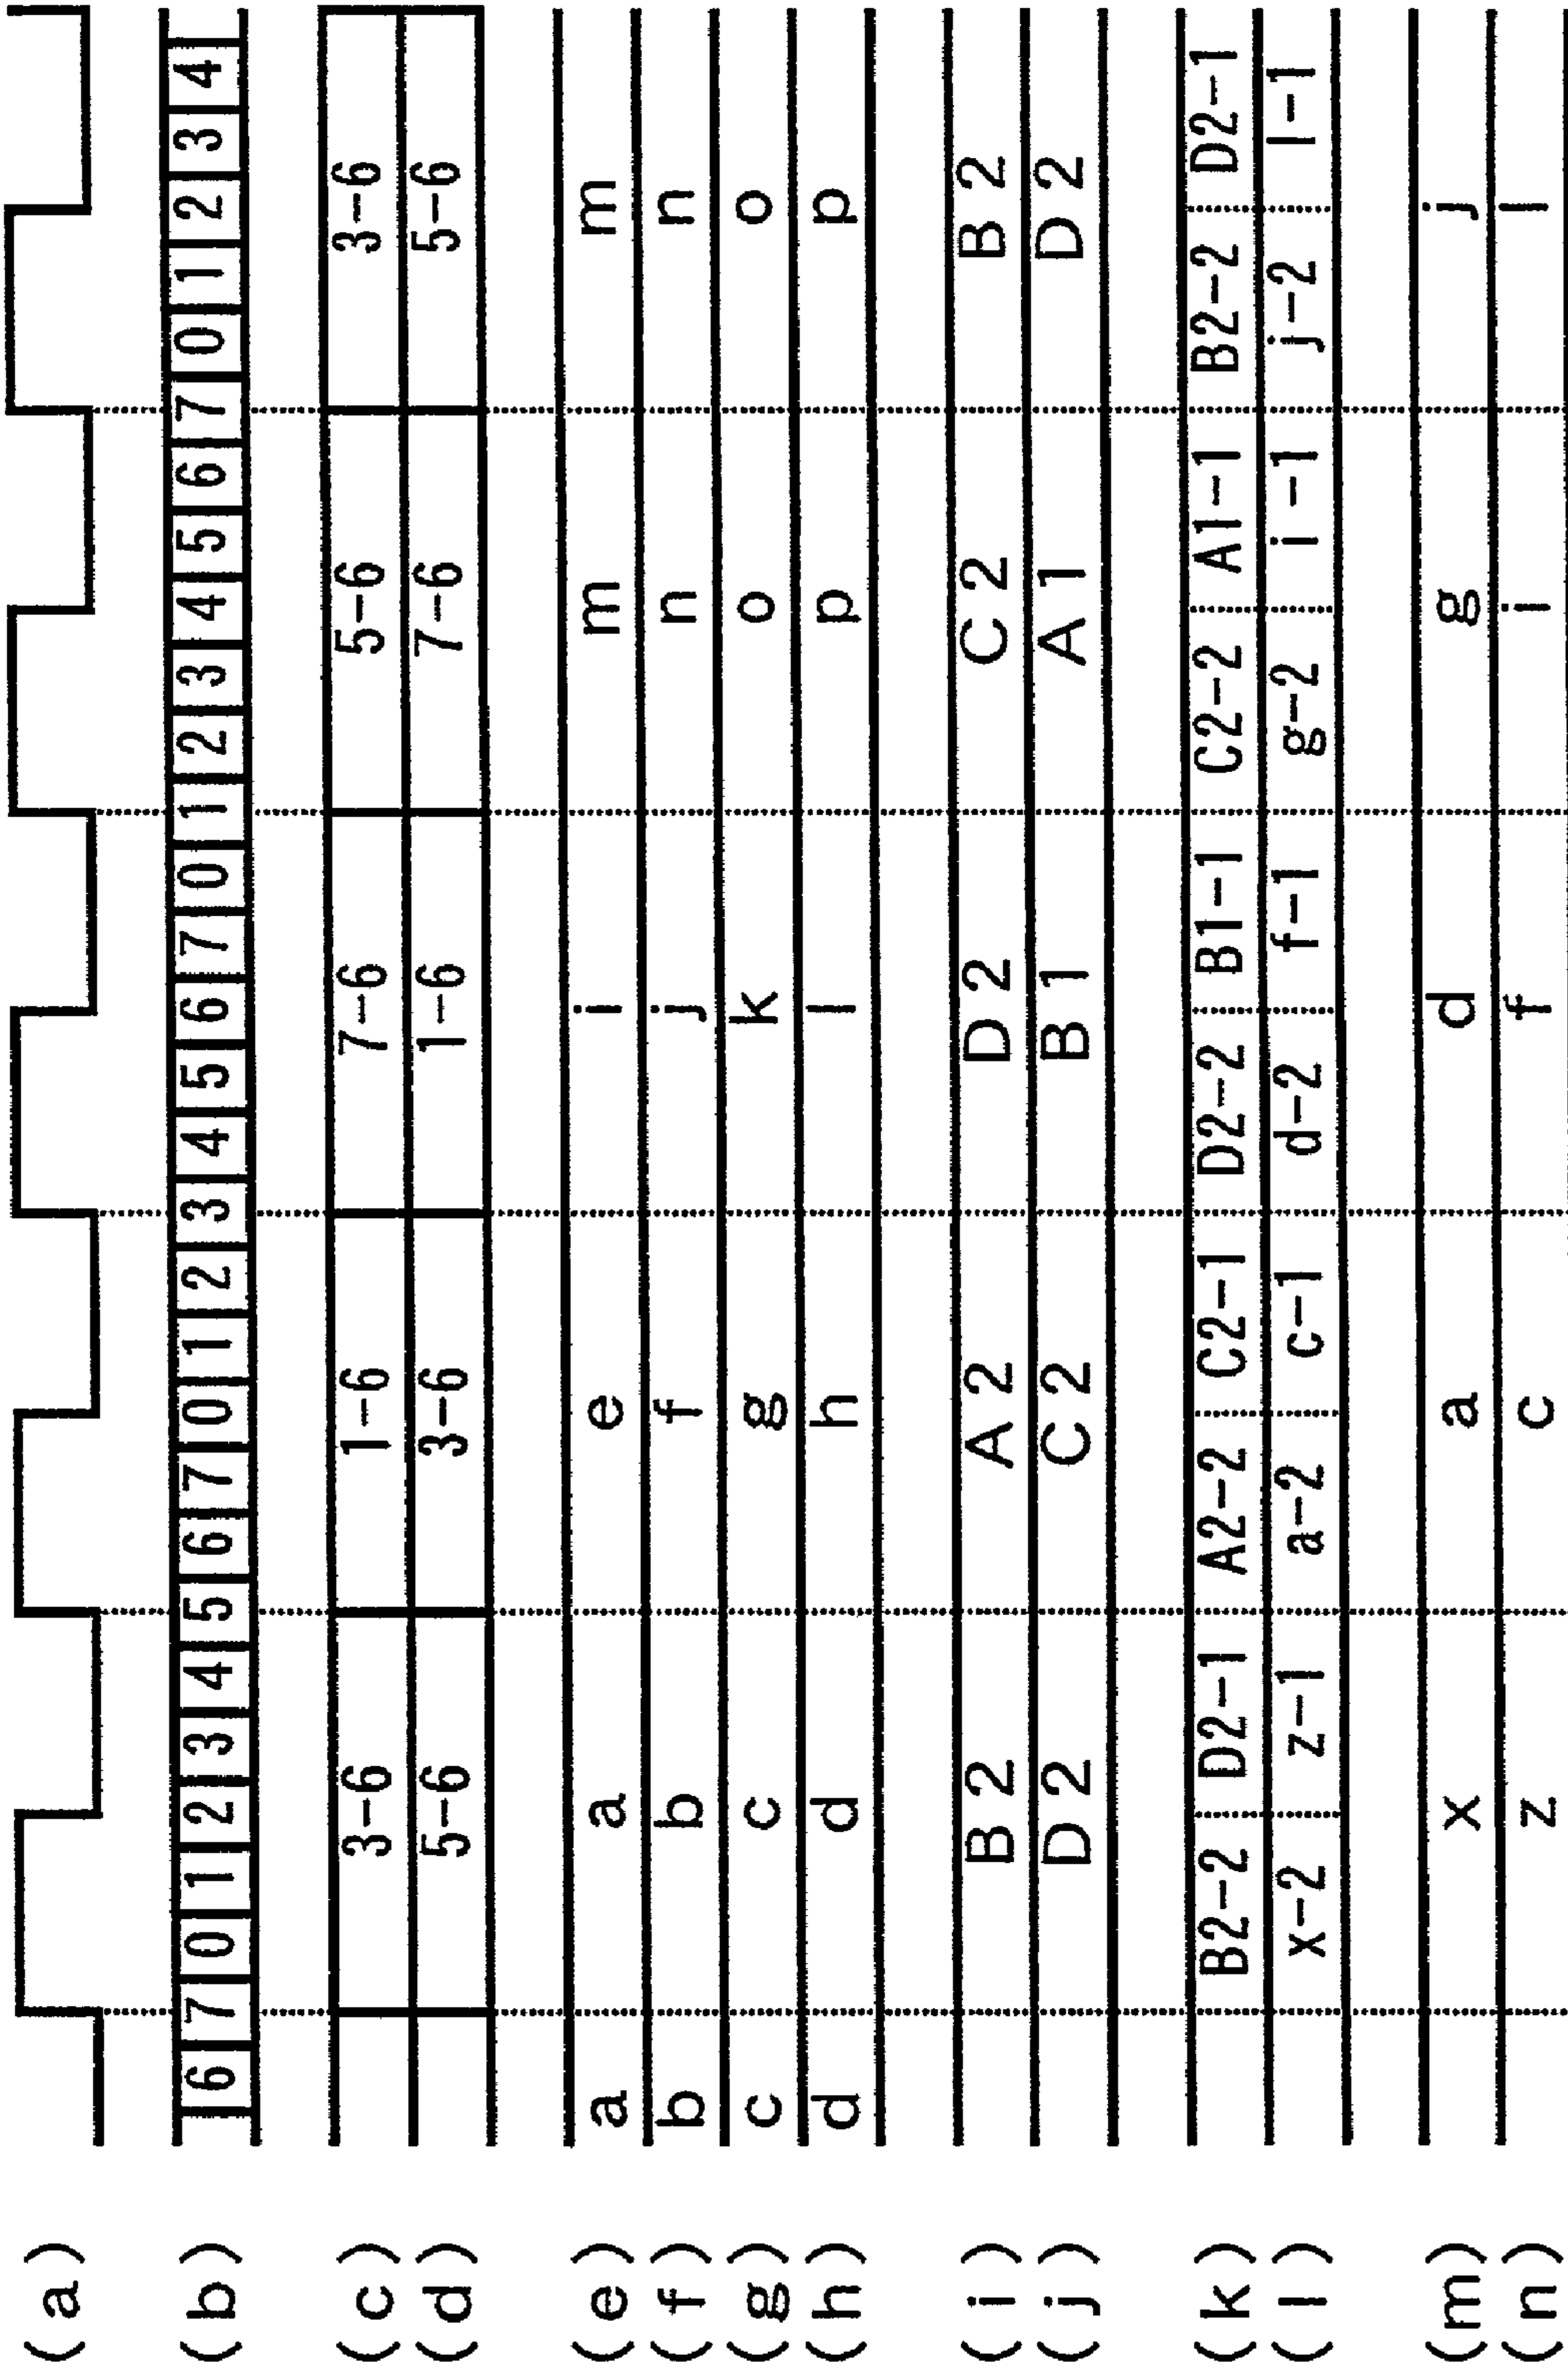 (a)
(b) 6 7 0 1 2 3 4 5 6 7 0 1 2 3 4 5 6 7 0 1 2 3 4 5 6 7 0 1 2 3 4
(c) 3-6 1-6 7-6 5-6 3-6
(d) 5-6 3-6 1-6 7-6 5-6
(e) a a e i m m
(f) b b f j n n
(g) c c g k o o
(h) d d h l p p
(i) B2 A2 D2 C2 B2
(j) D2 C2 B1 A1 D2
(k) B2-2 D2-1 A2-2 C2-1 D2-2 B1-1 C2-2 A1-1 B2-2 D2-1
(l) x-2 z-1 a-2 c-1 d-2 f-1 g-2 i-1 j-2 l-1
(m) x a d g j
(n) z c f i l